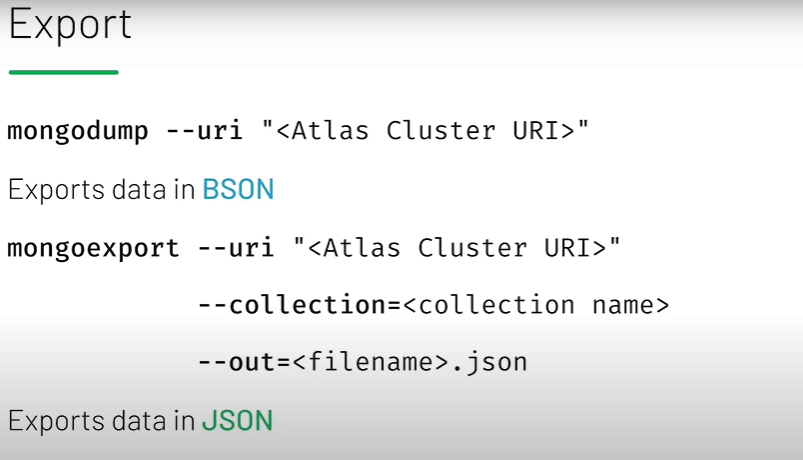 Export
mongodump --uri "<Atlas Cluster URI>"
Exports data in BSON
mongoexport --uri "<Atlas Cluster URI>"
--collection=<collection name>
--out=<filename>.json
Exports data in JSON